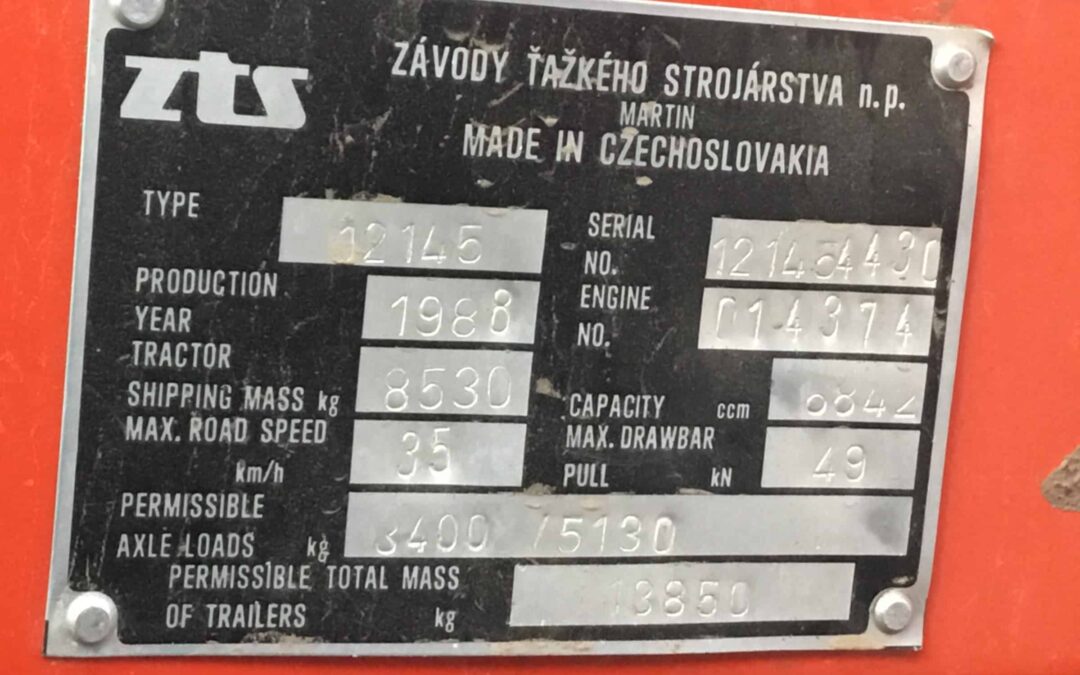 zts
ZÁVODY ŤAŽKÉHO STROJÁRSTVA n.p.
MARTIN
MADE IN CZECHOSLOVAKIA
TYPE 12145
SERIAL NO. 121454430
PRODUCTION YEAR 1988
ENGINE NO. 014374
TRACTOR SHIPPING MASS kg 8530
CAPACITY ccm 6842
MAX. ROAD SPEED km/h 35
MAX. DRAWBAR PULL kN 49
PERMISSIBLE AXLE LOADS kg 3400 / 5130
PERMISSIBLE TOTAL MASS OF TRAILERS kg 13850